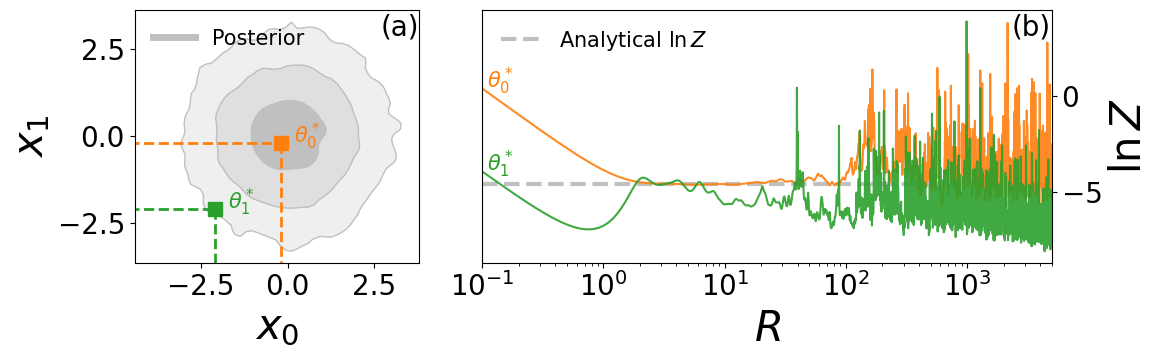 (a)
Posterior
2.5
0.0
−2.5
x₁
θ₀*
θ₁*
−2.5 0.0 2.5
x₀
(b)
Analytical ln Z
θ₀*
θ₁*
0
−5
ln Z
10⁻¹ 10⁰ 10¹ 10² 10³
R